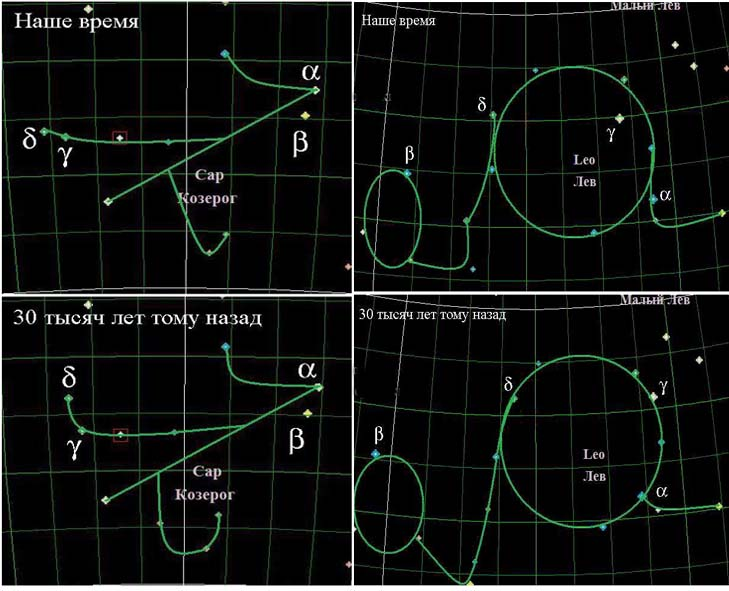 Наше время
α
β
δ
γ
Cap
Козерог
Малый Лев
Наше время
δ
γ
β
Leo
Лев
α
30 тысяч лет тому назад
δ
α
γ
β
Cap
Козерог
Малый Лев
30 тысяч лет тому назад
δ
γ
β
Leo
Лев
α